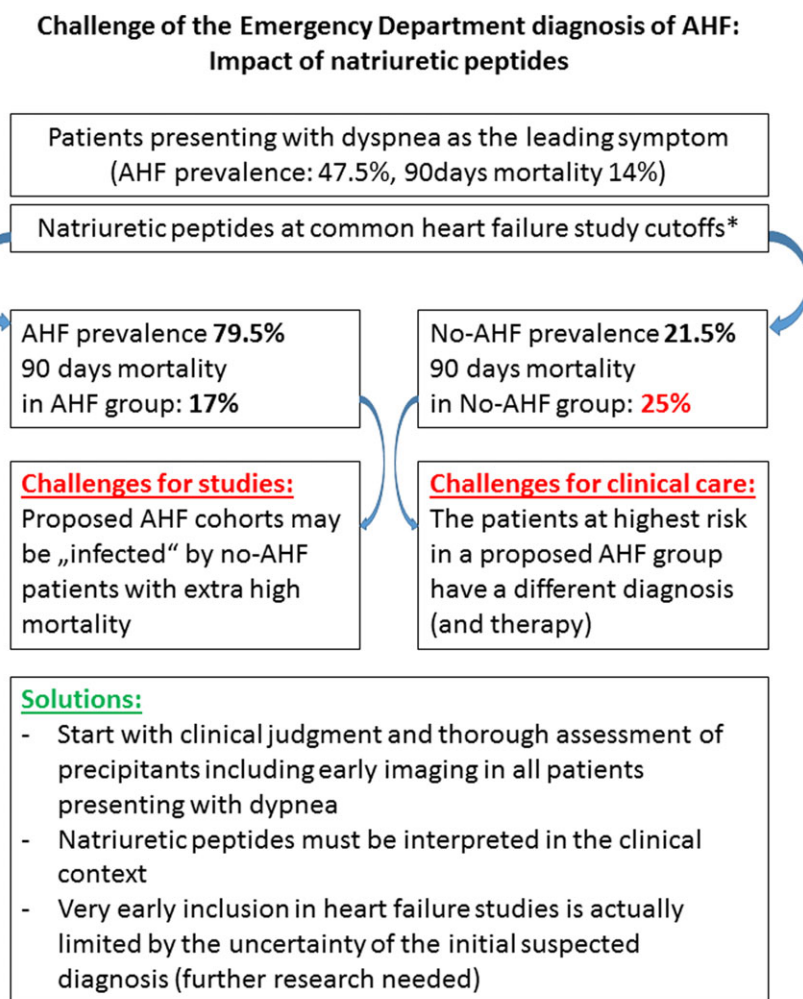 Challenge of the Emergency Department diagnosis of AHF:
Impact of natriuretic peptides
Patients presenting with dyspnea as the leading symptom
(AHF prevalence: 47.5%, 90days mortality 14%)
Natriuretic peptides at common heart failure study cutoffs*
AHF prevalence 79.5%
90 days mortality
in AHF group: 17%
No-AHF prevalence 21.5%
90 days mortality
in No-AHF group: 25%
Challenges for studies:
Proposed AHF cohorts may
be „infected“ by no-AHF
patients with extra high
mortality
Challenges for clinical care:
The patients at highest risk
in a proposed AHF group
have a different diagnosis
(and therapy)
Solutions:
- Start with clinical judgment and thorough assessment of
precipitants including early imaging in all patients
presenting with dypnea
- Natriuretic peptides must be interpreted in the clinical
context
- Very early inclusion in heart failure studies is actually
limited by the uncertainty of the initial suspected
diagnosis (further research needed)